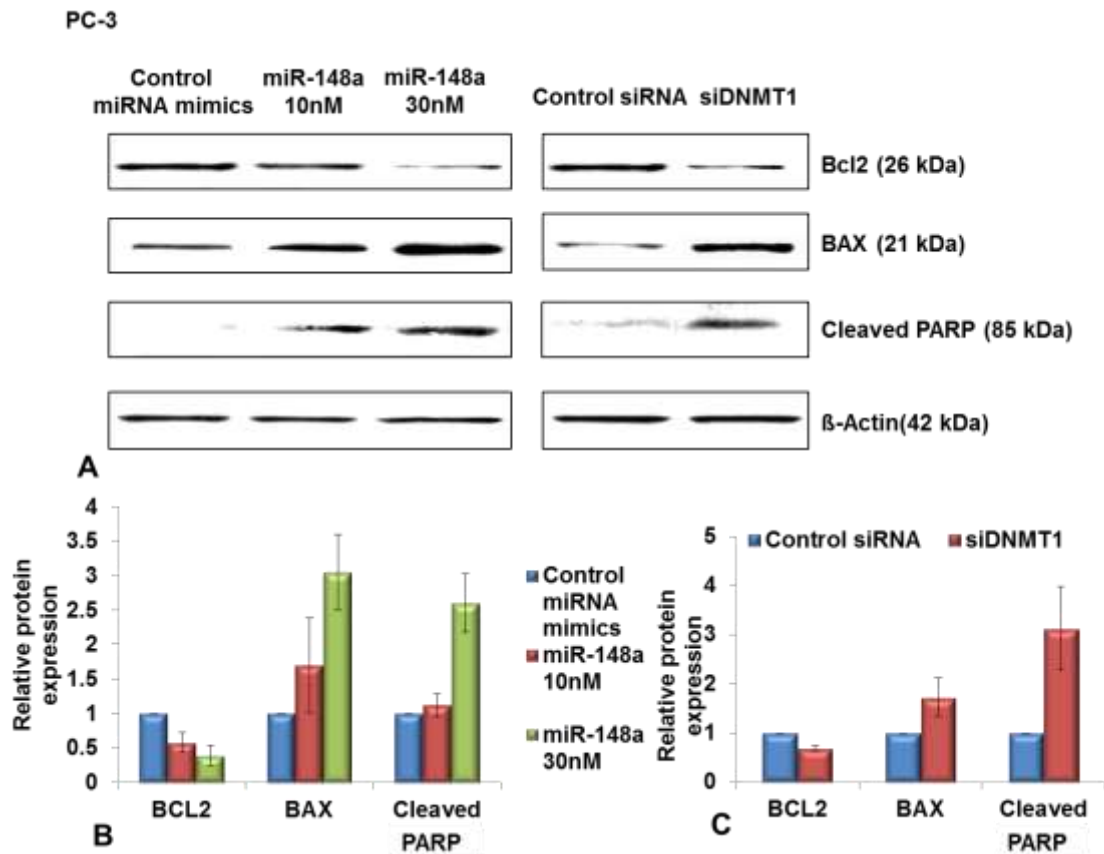 PC-3
Control
miRNA mimics
miR-148a
10nM
miR-148a
30nM
Control siRNA
siDNMT1
Bcl2 (26 kDa)
BAX (21 kDa)
Cleaved PARP (85 kDa)
ß-Actin(42 kDa)
A
Relative protein
expression
4
3.5
3
2.5
2
1.5
1
0.5
0
BCL2
BAX
Cleaved
PARP
B
Control
miRNA
mimics
miR-148a
10nM
miR-148a
30nM
Relative protein
expression
5
4
3
2
1
0
Control siRNA
siDNMT1
BCL2
BAX
Cleaved
PARP
C